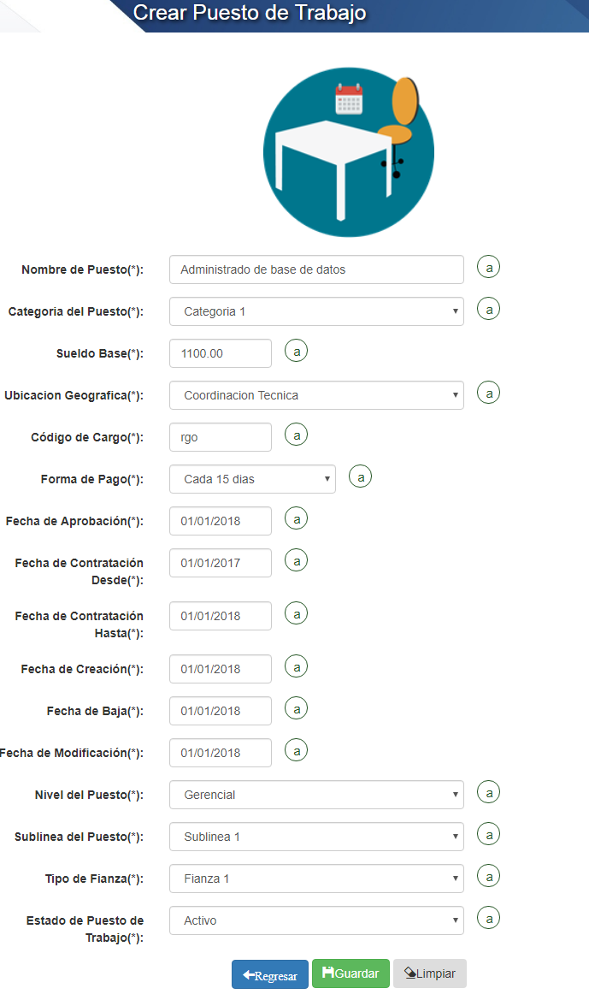 Crear Puesto de Trabajo
Nombre de Puesto(*): Administrado de base de datos a
Categoria del Puesto(*): Categoria 1 a
Sueldo Base(*): 1100.00 a
Ubicacion Geografica(*): Coordinacion Tecnica a
Código de Cargo(*): rgo a
Forma de Pago(*): Cada 15 dias a
Fecha de Aprobación(*): 01/01/2018 a
Fecha de Contratación 01/01/2017 a
Desde(*):
Fecha de Contratación 01/01/2018 a
Hasta(*):
Fecha de Creación(*): 01/01/2018 a
Fecha de Baja(*): 01/01/2018 a
Fecha de Modificación(*): 01/01/2018 a
Nivel del Puesto(*): Gerencial a
Sublinea del Puesto(*): Sublinea 1 a
Tipo de Fianza(*): Fianza 1 a
Estado de Puesto de Activo a
Trabajo(*):
Regresar Guardar Limpiar